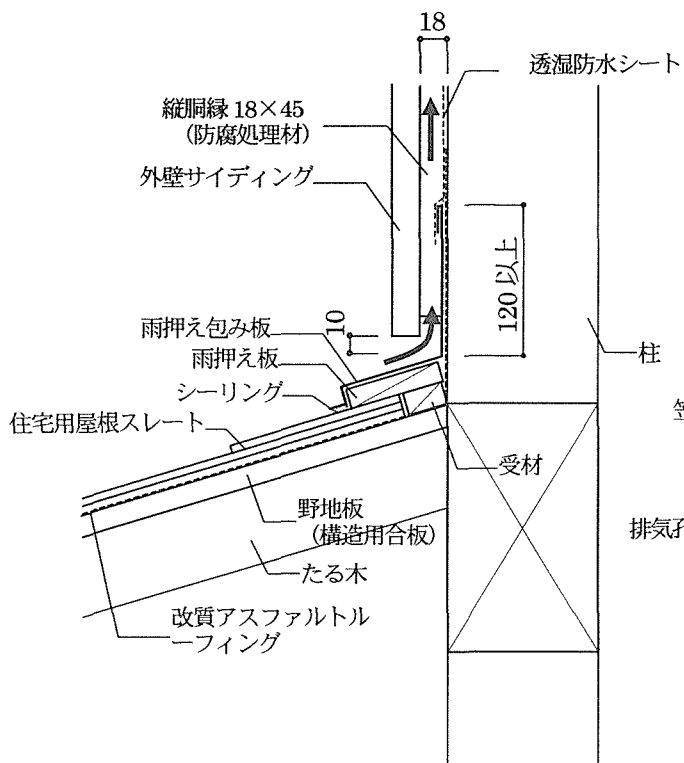 18
透湿防水シート
縦胴縁 18×45
(防腐処理材)
外壁サイディング
120 以上
10
雨押え包み板
雨押え板
柱
シーリング
住宅用屋根スレート
笠
受材
野地板
(構造用合板)
排気孔
たる木
改質アスファルトル
ーフィング